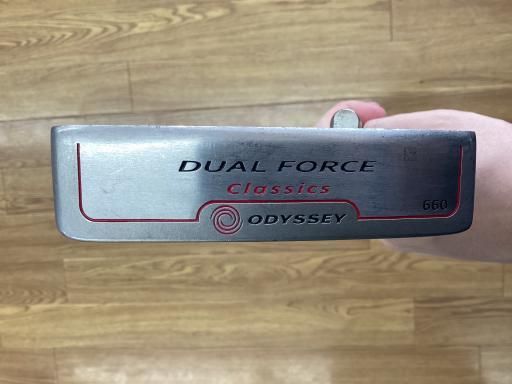 DUAL FORCE
Classics
ODYSSEY
660